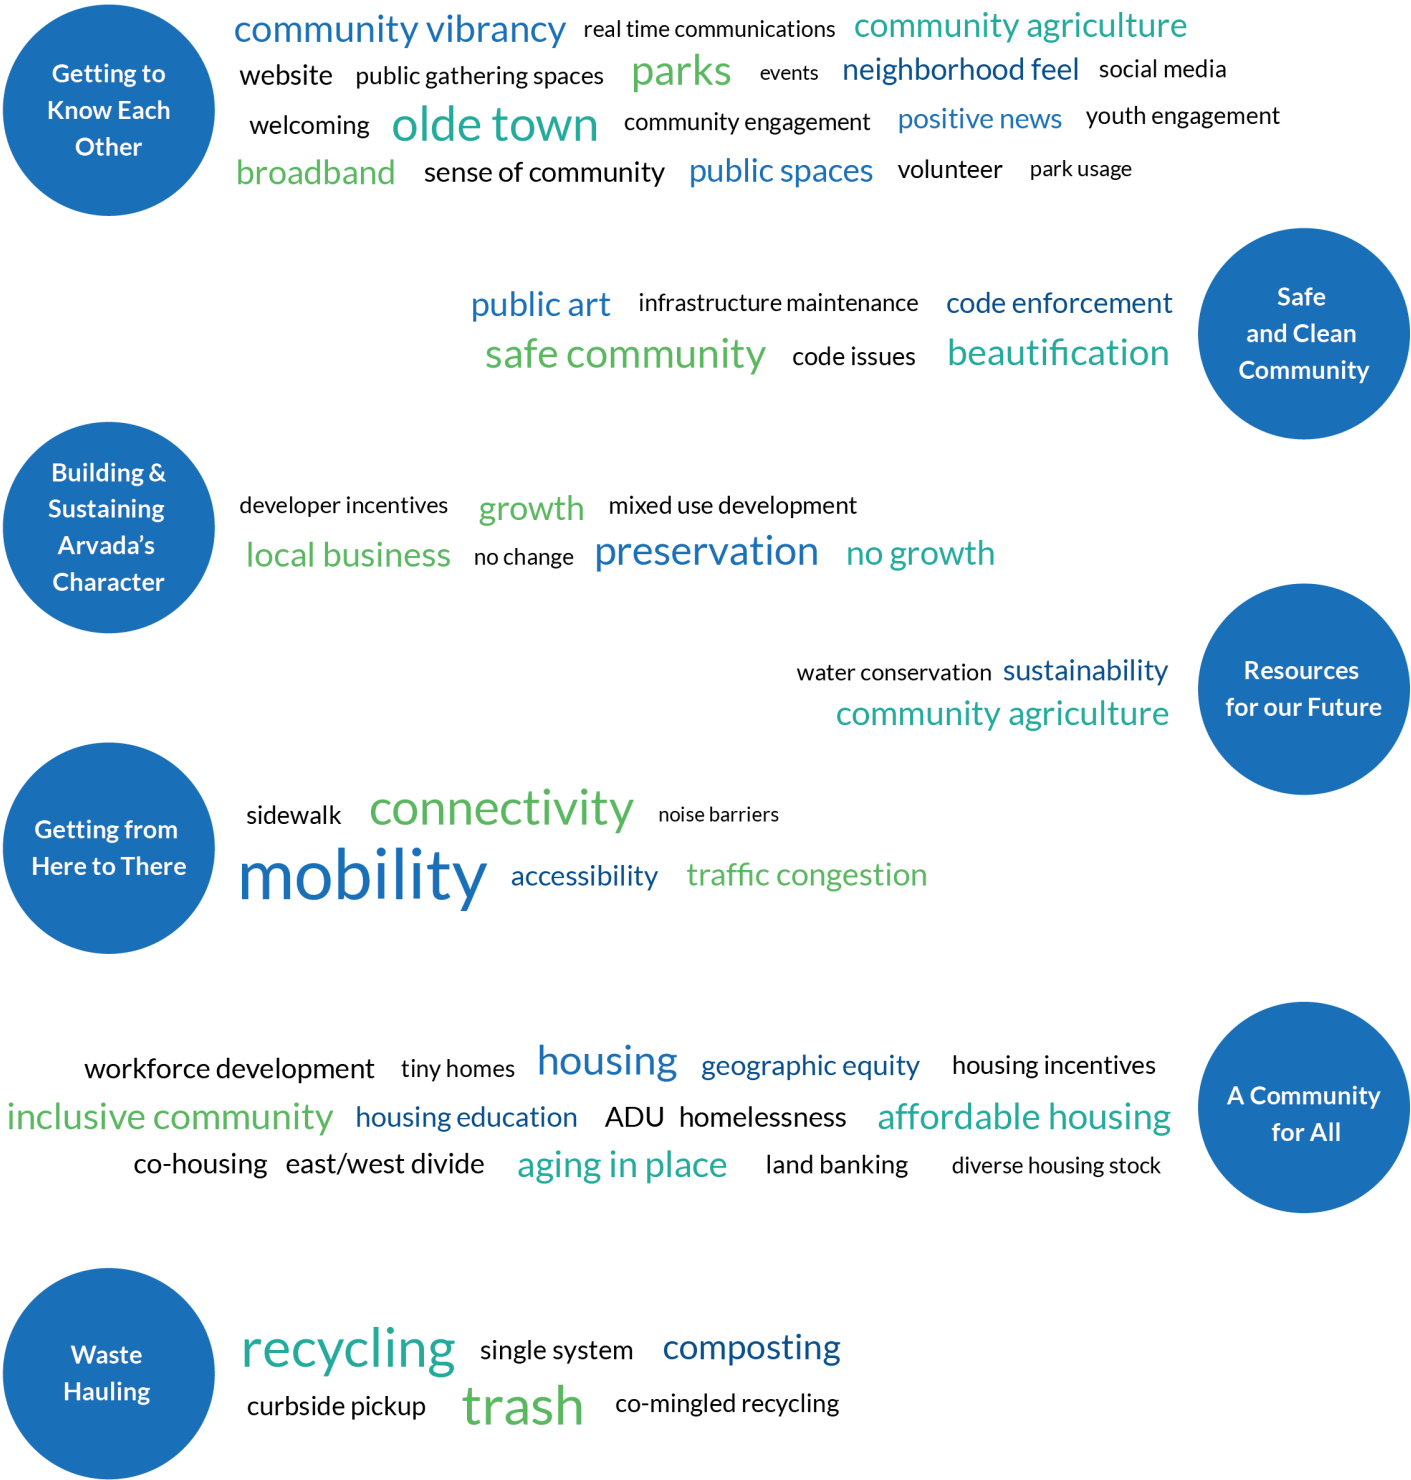 Getting to
Know Each
Other
community vibrancy real time communications community agriculture
website public gathering spaces parks events neighborhood feel social media
welcoming olde town community engagement positive news youth engagement
broadband sense of community public spaces volunteer park usage
public art infrastructure maintenance code enforcement
safe community code issues beautification
Safe
and Clean
Community
Building &
Sustaining
Arvada's
Character
developer incentives growth mixed use development
local business no change preservation no growth
water conservation sustainability
community agriculture
Resources
for our Future
Getting from
Here to There
sidewalk connectivity noise barriers
mobility accessibility traffic congestion
workforce development tiny homes housing geographic equity housing incentives
inclusive community housing education ADU homelessness affordable housing
co-housing east/west divide aging in place land banking diverse housing stock
A Community
for All
Waste
Hauling
recycling single system composting
curbside pickup trash co-mingled recycling